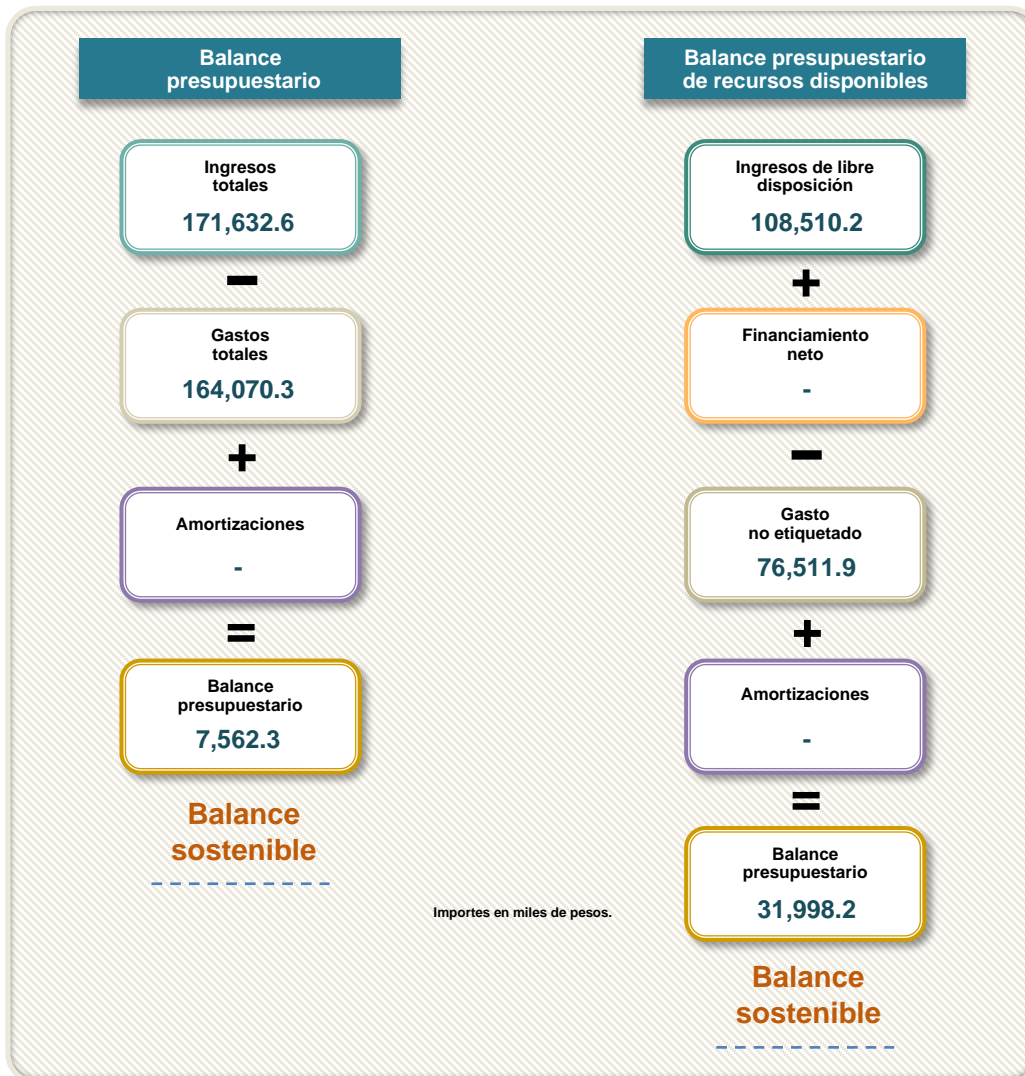 Balance
presupuestario
Ingresos
totales
171,632.6
–
Gastos
totales
164,070.3
+
Amortizaciones
-
=
Balance
presupuestario
7,562.3
Balance
sostenible
Balance presupuestario
de recursos disponibles
Ingresos de libre
disposición
108,510.2
+
Financiamiento
neto
-
–
Gasto
no etiquetado
76,511.9
+
Amortizaciones
-
=
Balance
presupuestario
31,998.2
Balance
sostenible
Importes en miles de pesos.